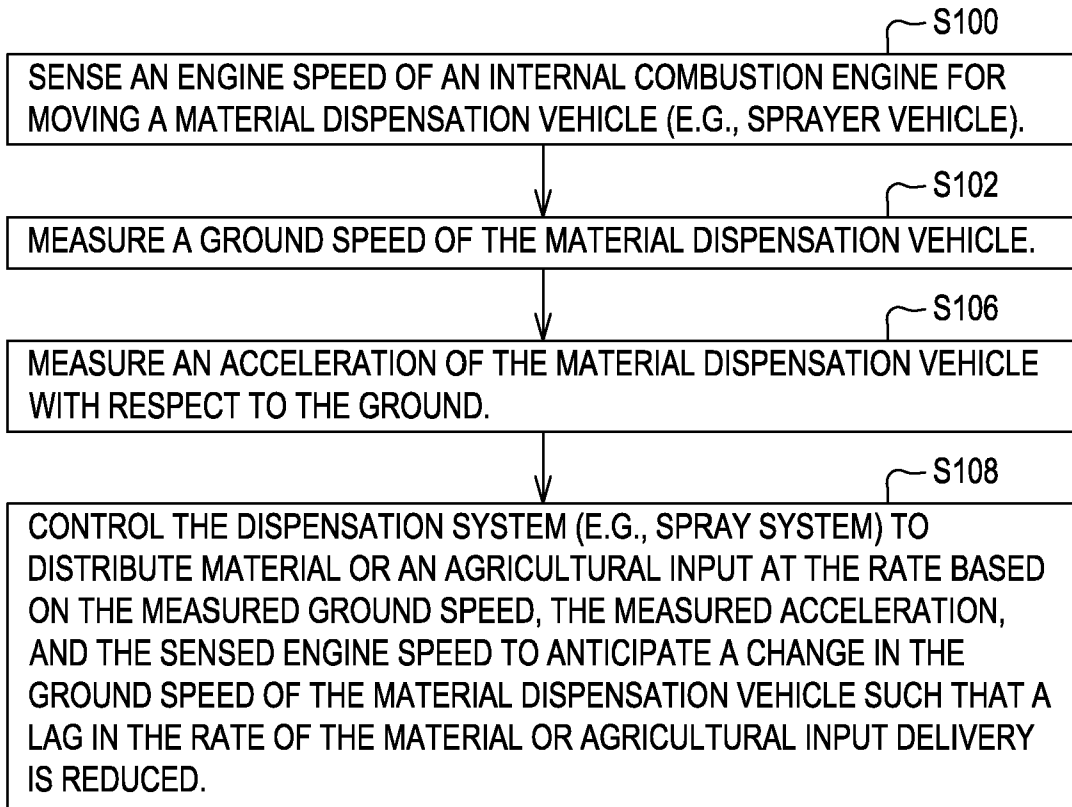 S100
SENSE AN ENGINE SPEED OF AN INTERNAL COMBUSTION ENGINE FOR
MOVING A MATERIAL DISPENSATION VEHICLE (E.G., SPRAYER VEHICLE).
S102
MEASURE A GROUND SPEED OF THE MATERIAL DISPENSATION VEHICLE.
S106
MEASURE AN ACCELERATION OF THE MATERIAL DISPENSATION VEHICLE
WITH RESPECT TO THE GROUND.
S108
CONTROL THE DISPENSATION SYSTEM (E.G., SPRAY SYSTEM) TO
DISTRIBUTE MATERIAL OR AN AGRICULTURAL INPUT AT THE RATE BASED
ON THE MEASURED GROUND SPEED, THE MEASURED ACCELERATION,
AND THE SENSED ENGINE SPEED TO ANTICIPATE A CHANGE IN THE
GROUND SPEED OF THE MATERIAL DISPENSATION VEHICLE SUCH THAT A
LAG IN THE RATE OF THE MATERIAL OR AGRICULTURAL INPUT DELIVERY
IS REDUCED.